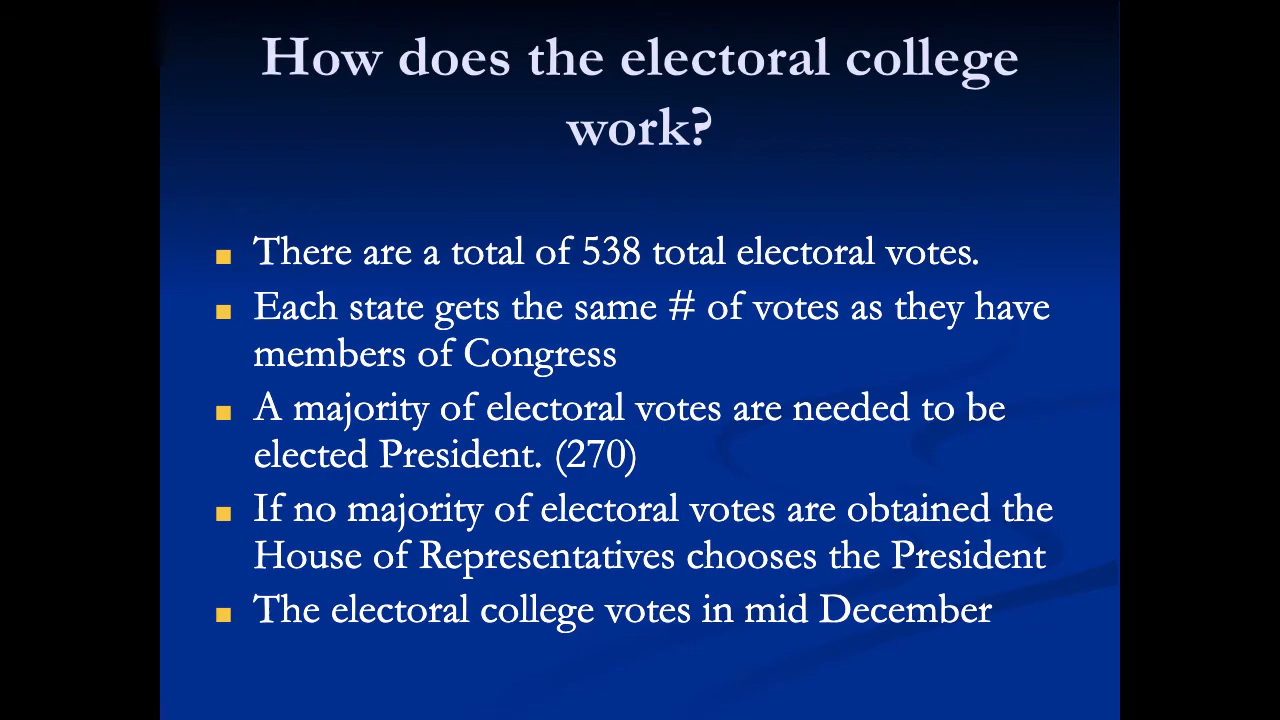 How does the electoral college
work?
There are a total of 538 total electoral votes.
Each state gets the same # of votes as they have
members of Congress
A majority of electoral votes are needed to be
elected President. (270)
If no majority of electoral votes are obtained the
House of Representatives chooses the President
The electoral college votes in mid December